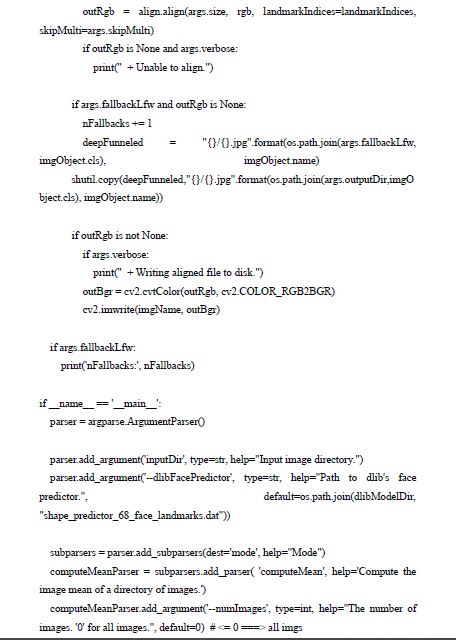 outRgb = align.align(args.size, rgb, landmarkIndices=landmarkIndices,
skipMulti=args.skipMulti)
if outRgb is None and args.verbose:
print(" + Unable to align.")
if args.fallbackLfw and outRgb is None:
nFallbacks += 1
deepFunneled = "{}/{}.jpg".format(os.path.join(args.fallbackLfw,
imgObject.cls), imgObject.name)
shutil.copy(deepFunneled,"{}/{}.jpg".format(os.path.join(args.outputDir,imgO
bject.cls), imgObject.name))
if outRgb is not None:
if args.verbose:
print(" + Writing aligned file to disk.")
outBgr = cv2.cvtColor(outRgb, cv2.COLOR_RGB2BGR)
cv2.imwrite(imgName, outBgr)
if args.fallbackLfw:
print('nFallbacks:', nFallbacks)
if __name__ == '__main__':
parser = argparse.ArgumentParser()
parser.add_argument('inputDir', type=str, help="Input image directory.")
parser.add_argument('--dlibFacePredictor', type=str, help="Path to dlib's face
predictor.", default=os.path.join(dlibModelDir,
"shape_predictor_68_face_landmarks.dat"))
subparsers = parser.add_subparsers(dest='mode', help="Mode")
computeMeanParser = subparsers.add_parser( 'computeMean', help='Compute the
image mean of a directory of images.')
computeMeanParser.add_argument('--numImages', type=int, help="The number of
images. '0' for all images.", default=0) # <= 0 ===> all imgs